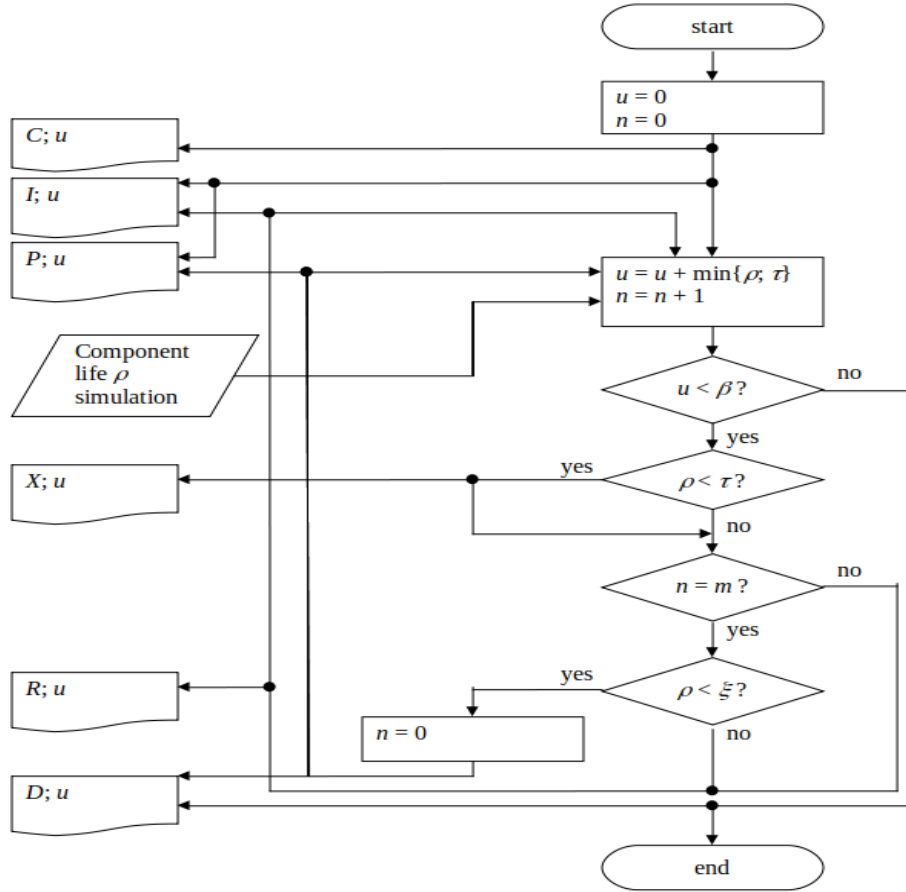 start
u = 0
n = 0
C; u
I; u
P; u
u = u + min{ρ; τ}
n = n + 1
Component
life ρ
simulation
u < β ?
no
yes
X; u
yes
ρ < τ ?
no
n = m ?
no
yes
R; u
yes
ρ < ξ ?
n = 0
no
D; u
end